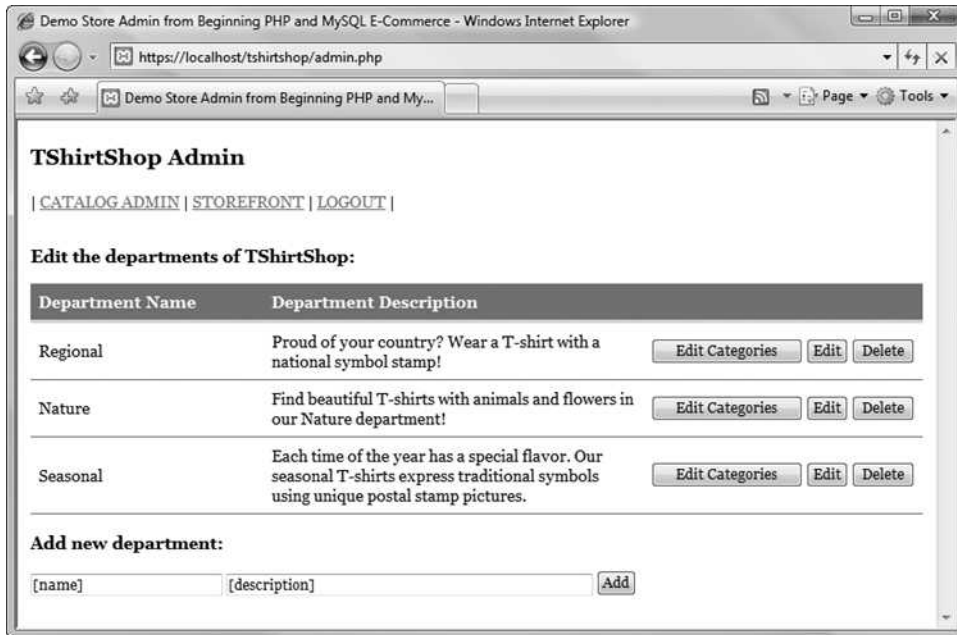 Demo Store Admin from Beginning PHP and MySQL E-Commerce - Windows Internet Explorer
https://localhost/tshirtshop/admin.php
Demo Store Admin from Beginning PHP and My...
Page
Tools
TShirtShop Admin
| CATALOG ADMIN | STOREFRONT | LOGOUT |
Edit the departments of TShirtShop:
Department Name Department Description
Regional
Proud of your country? Wear a T-shirt with a
national symbol stamp!
Edit Categories Edit Delete
Nature
Find beautiful T-shirts with animals and flowers in
our Nature department!
Edit Categories Edit Delete
Seasonal
Each time of the year has a special flavor. Our
seasonal T-shirts express traditional symbols
using unique postal stamp pictures.
Edit Categories Edit Delete
Add new department:
[name] [description] Add